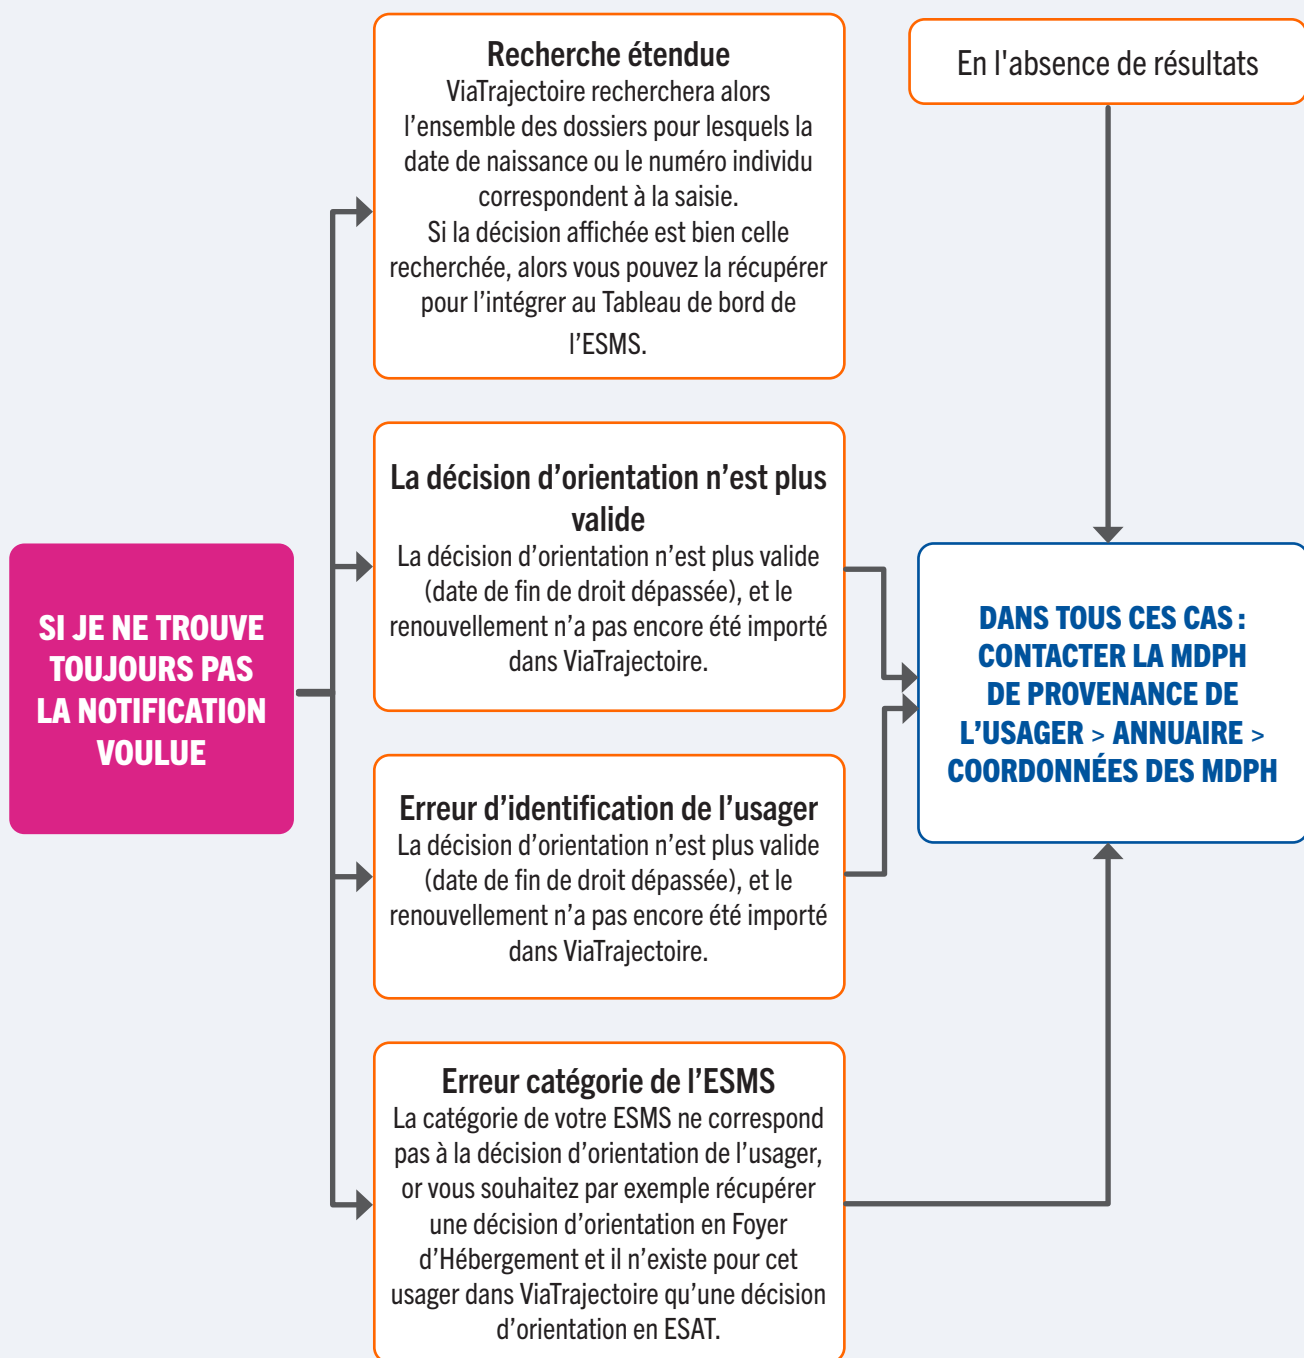 SI JE NE TROUVE
TOUJOURS PAS
LA NOTIFICATION
VOULUE
Recherche étendue
ViaTrajectoire recherchera alors
l’ensemble des dossiers pour lesquels la
date de naissance ou le numéro individu
correspondent à la saisie.
Si la décision affichée est bien celle
recherchée, alors vous pouvez la récupérer
pour l’intégrer au Tableau de bord de
l’ESMS.
La décision d’orientation n’est plus
valide
La décision d’orientation n’est plus valide
(date de fin de droit dépassée), et le
renouvellement n’a pas encore été importé
dans ViaTrajectoire.
Erreur d’identification de l’usager
La décision d’orientation n’est plus valide
(date de fin de droit dépassée), et le
renouvellement n’a pas encore été importé
dans ViaTrajectoire.
Erreur catégorie de l’ESMS
La catégorie de votre ESMS ne correspond
pas à la décision d’orientation de l’usager,
or vous souhaitez par exemple récupérer
une décision d’orientation en Foyer
d’Hébergement et il n’existe pour cet
usager dans ViaTrajectoire qu’une décision
d’orientation en ESAT.
En l'absence de résultats
DANS TOUS CES CAS :
CONTACTER LA MDPH
DE PROVENANCE DE
L’USAGER > ANNUAIRE >
COORDONNÉES DES MDPH